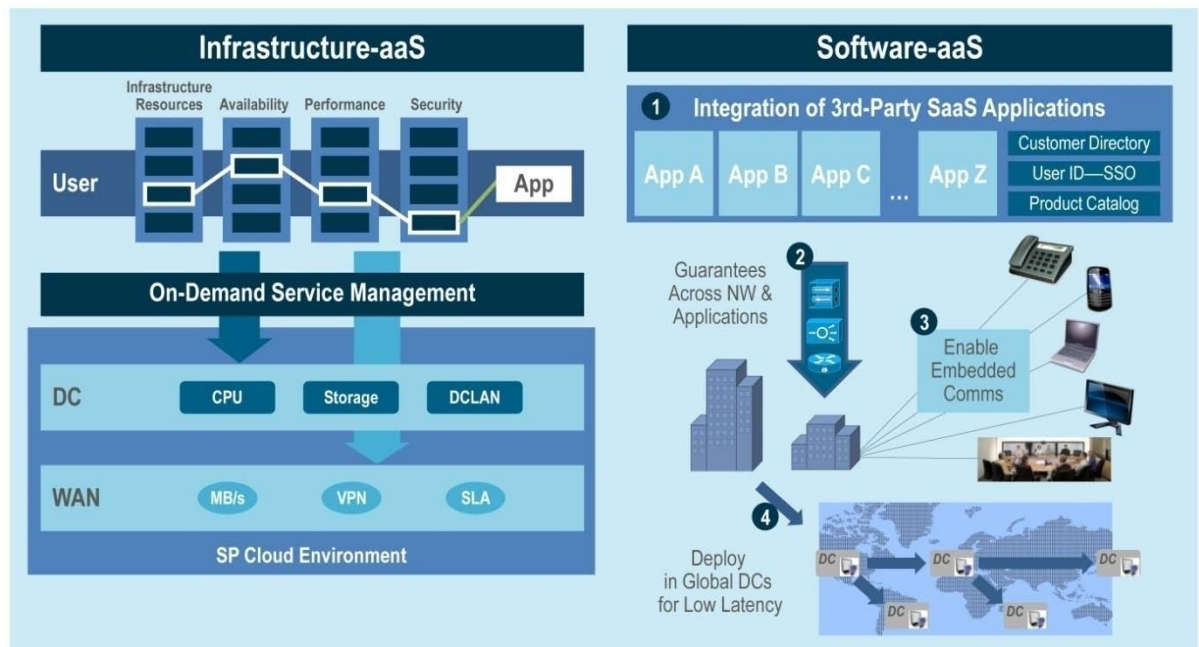 Infrastructure-aaS
Infrastructure
Resources
Availability
Performance
Security
User
App
On-Demand Service Management
DC
CPU
Storage
DCLAN
WAN
MB/s
VPN
SLA
SP Cloud Environment
Software-aaS
1
Integration of 3rd-Party SaaS Applications
App A
App B
App C
...
App Z
Customer Directory
User ID—SSO
Product Catalog
2
Guarantees
Across NW &
Applications
3
Enable
Embedded
Comms
4
Deploy
in Global DCs
for Low Latency
DC
DC
DC
DC
DC